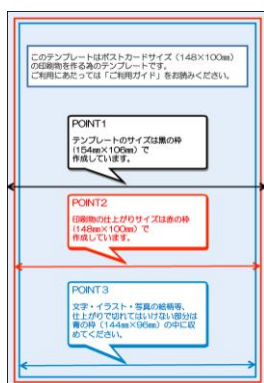 このテンプレートはポストカードサイズ（148×100㎜）
の印刷物を作る為のテンプレートです。
ご利用にあたっては「ご利用ガイド」をお読みください。
POINT1
テンプレートのサイズは黒の枠
(154㎜×106㎜）で
作成しています。
POINT2
印刷物の仕上がりサイズは赤の枠
(148㎜×100㎜）で
作成しています。
POINT3
文字・イラスト・写真の絵柄等、
仕上がりで切れてはいけない部分は
青の枠（144㎜×96㎜）の中に収
めてください。